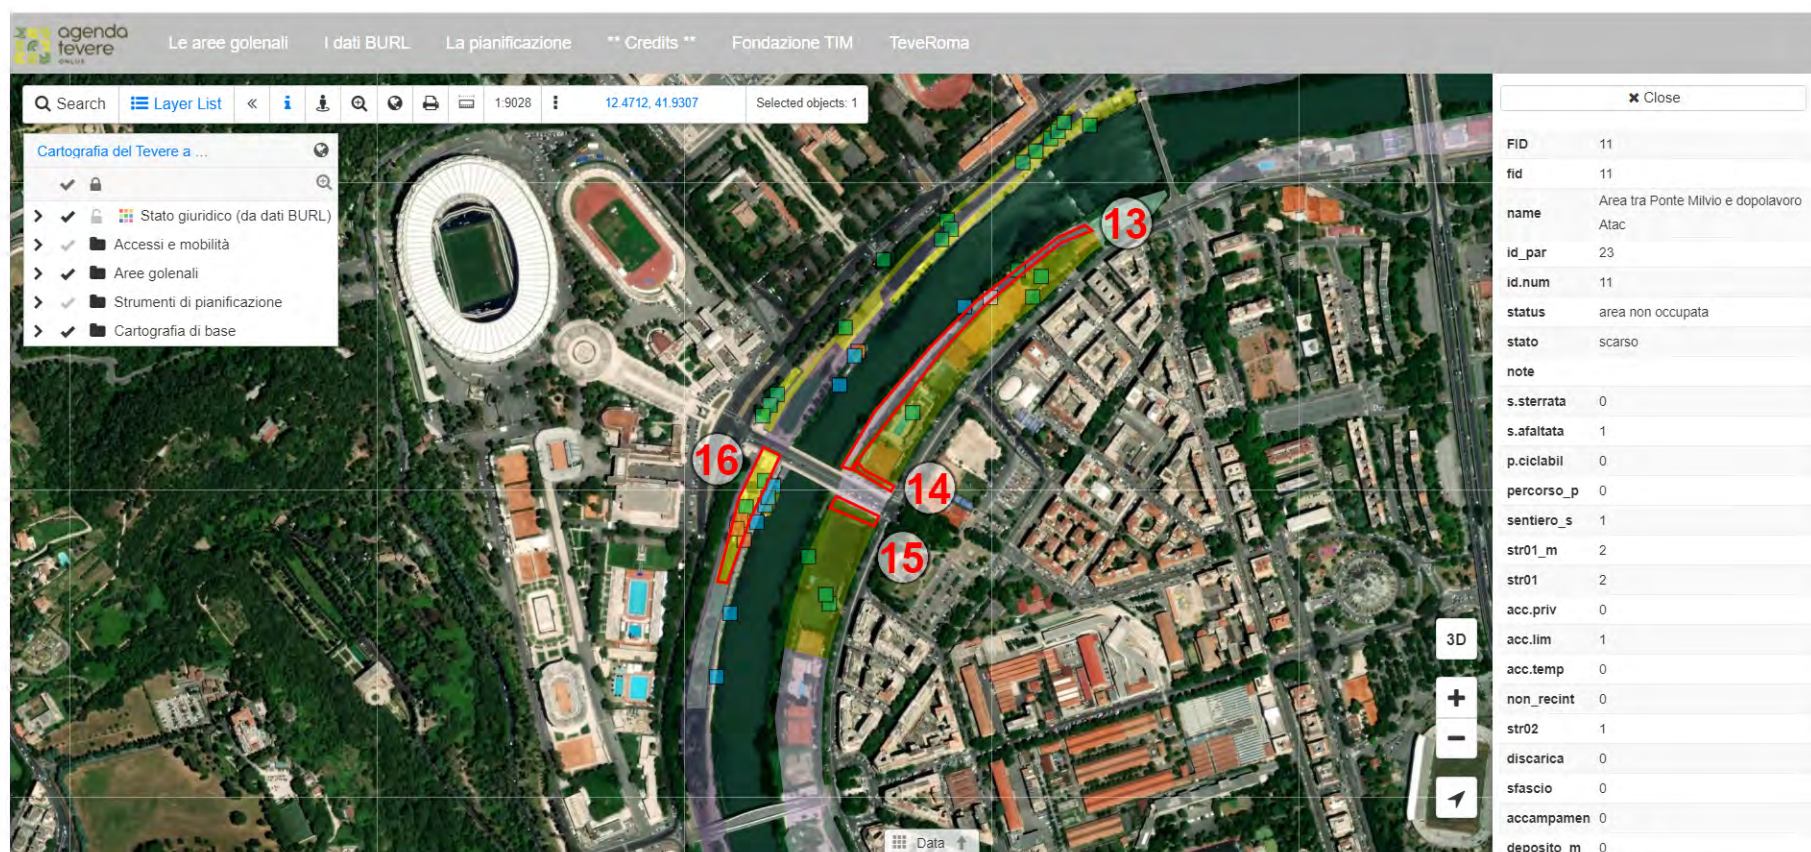 agenda
tevere
ONLUS
Le aree golenali
I dati BURL
La pianificazione
** Credits **
Fondazione TIM
TeveRoma
Search
Layer List
«
i
1:9028
12.4712, 41.9307
Selected objects: 1
Cartografia del Tevere a ...
Stato giuridico (da dati BURL)
Accessi e mobilità
Aree golenali
Strumenti di pianificazione
Cartografia di base
13
16
14
15
3D
+
−
Data
Close
FID 11
fid 11
name Area tra Ponte Milvio e dopolavoro
Atac
id_par 23
id.num 11
status area non occupata
stato scarso
note
s.sterrata 0
s.afaltata 1
p.ciclabil 0
percorso_p 0
sentiero_s 1
str01_m 2
str01 2
acc.priv 0
acc.lim 1
acc.temp 0
non_recint 0
str02 1
discarica 0
sfascio 0
accampamen 0
deposito_m 0